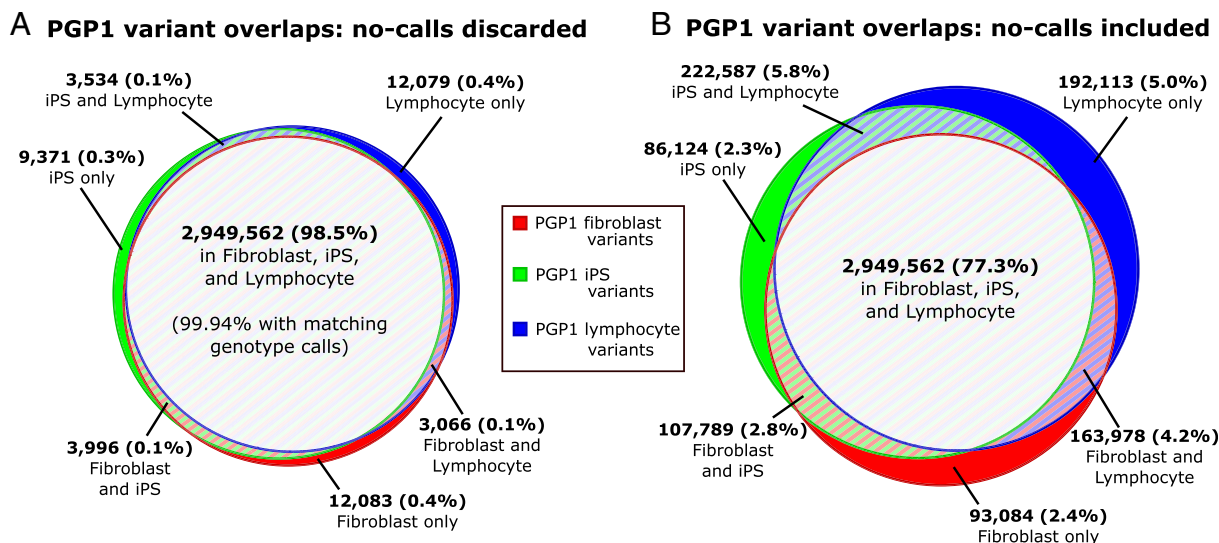 A PGP1 variant overlaps: no-calls discarded
3,534 (0.1%)
iPS and Lymphocyte
12,079 (0.4%)
Lymphocyte only
9,371 (0.3%)
iPS only
2,949,562 (98.5%)
in Fibroblast, iPS,
and Lymphocyte
(99.94% with matching
genotype calls)
3,996 (0.1%)
Fibroblast
and iPS
3,066 (0.1%)
Fibroblast and
Lymphocyte
12,083 (0.4%)
Fibroblast only
PGP1 fibroblast
variants
PGP1 iPS
variants
PGP1 lymphocyte
variants
B PGP1 variant overlaps: no-calls included
222,587 (5.8%)
iPS and Lymphocyte
192,113 (5.0%)
Lymphocyte only
86,124 (2.3%)
iPS only
2,949,562 (77.3%)
in Fibroblast, iPS,
and Lymphocyte
107,789 (2.8%)
Fibroblast
and iPS
163,978 (4.2%)
Fibroblast and
Lymphocyte
93,084 (2.4%)
Fibroblast only